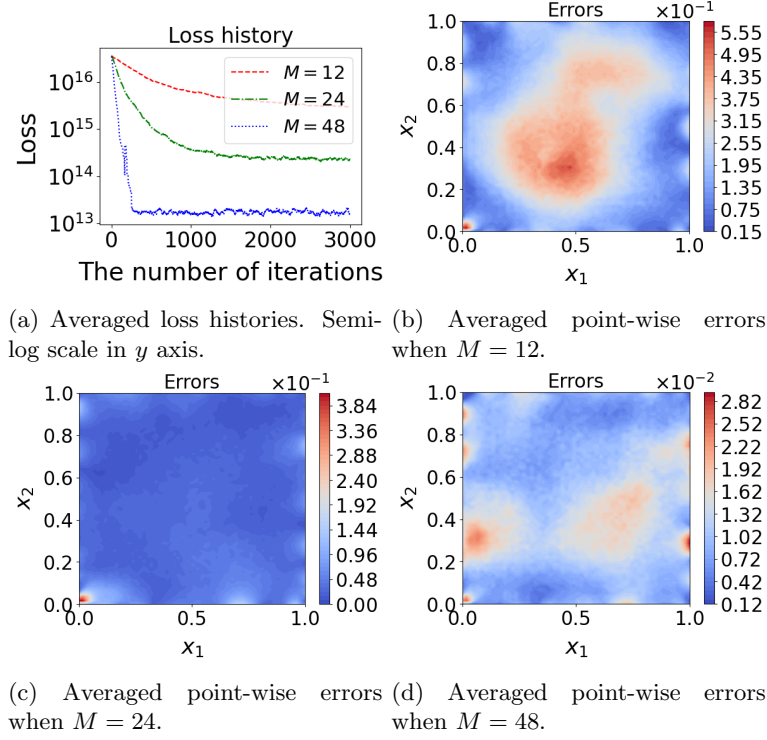 Loss history
Loss
10^16
10^15
10^14
10^13
M = 12
M = 24
M = 48
0 1000 2000 3000
The number of iterations
Errors ×10^-1
x_2
1.0
0.8
0.6
0.4
0.2
0.0
0.0 0.5 1.0
x_1
5.55
4.95
4.35
3.75
3.15
2.55
1.95
1.35
0.75
0.15
(a) Averaged loss histories. Semi-
log scale in y axis.
(b) Averaged point-wise errors
when M = 12.
Errors ×10^-1
x_2
1.0
0.8
0.6
0.4
0.2
0.0
0.0 0.5 1.0
x_1
3.84
3.36
2.88
2.40
1.92
1.44
0.96
0.48
0.00
Errors ×10^-2
x_2
1.0
0.8
0.6
0.4
0.2
0.0
0.0 0.5 1.0
x_1
2.82
2.52
2.22
1.92
1.62
1.32
1.02
0.72
0.42
0.12
(c) Averaged point-wise errors
when M = 24.
(d) Averaged point-wise errors
when M = 48.